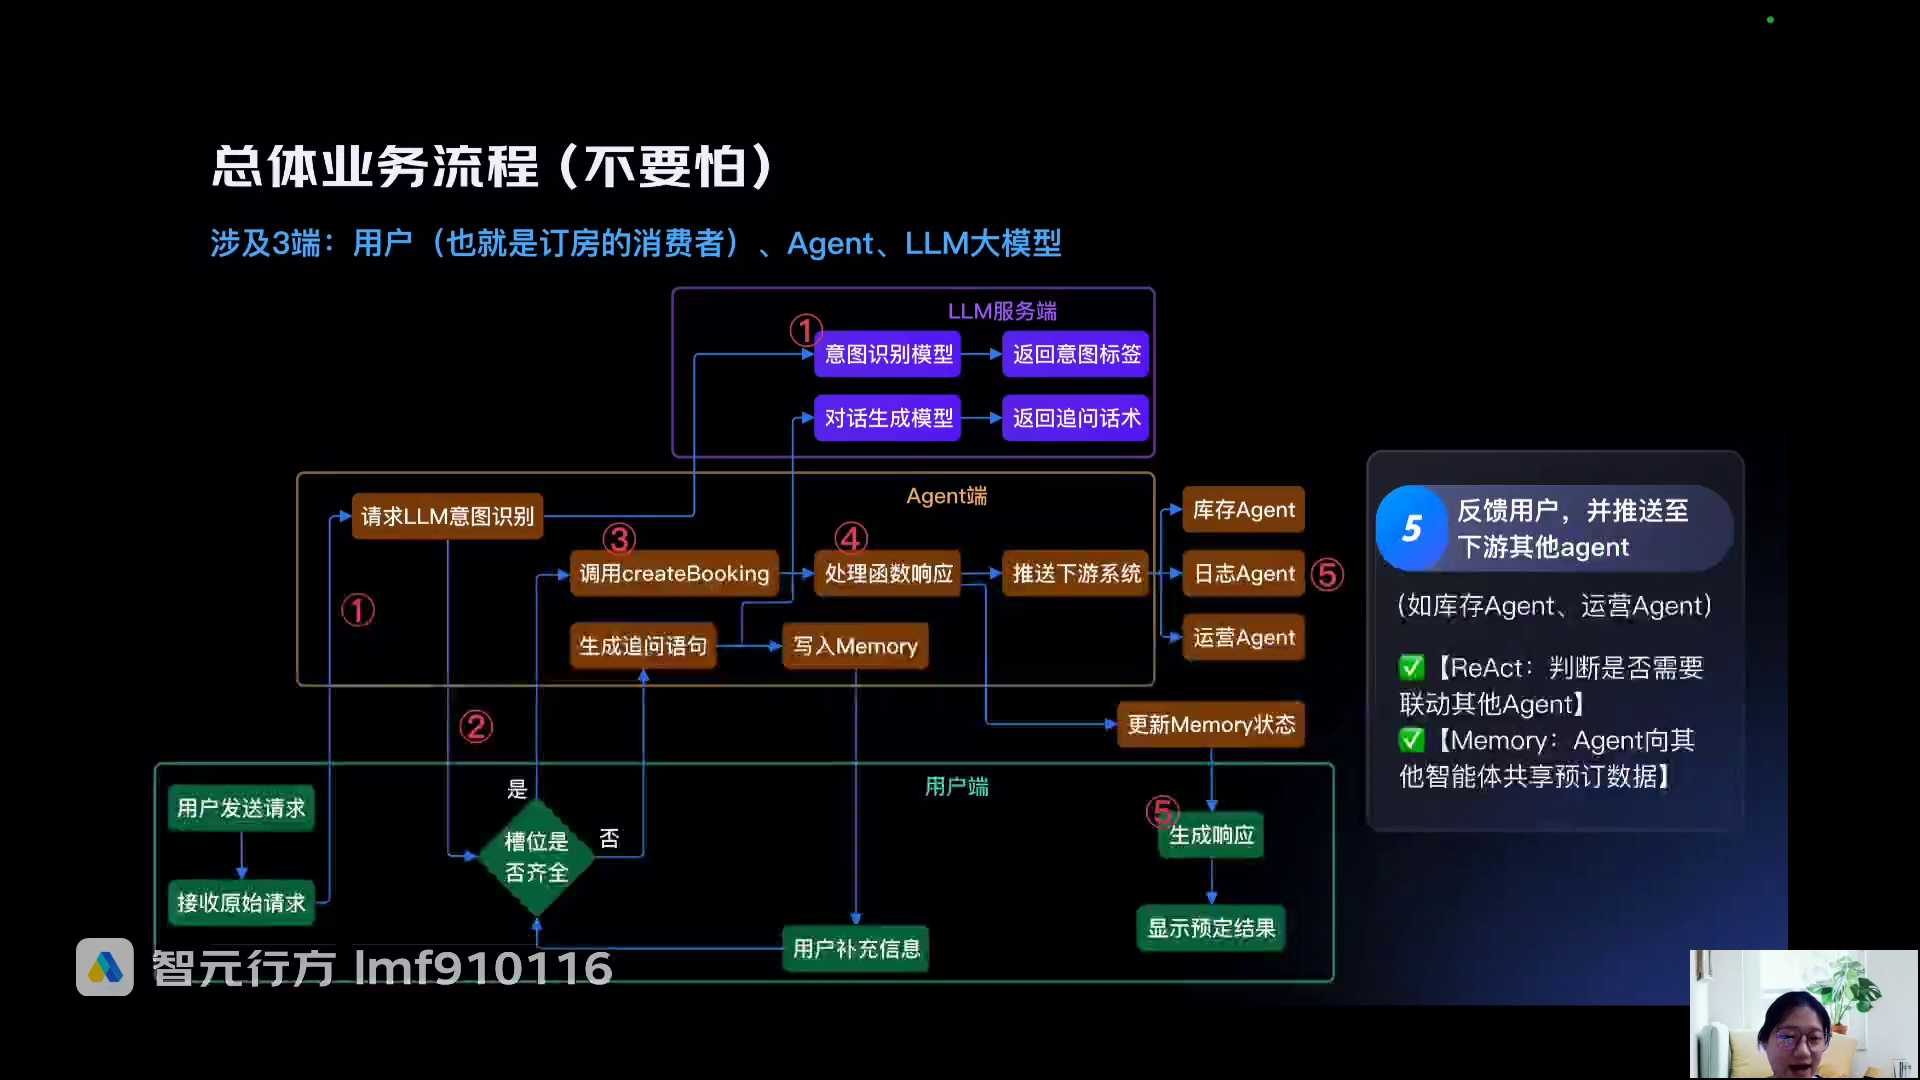 总体业务流程（不要怕）
涉及3端：用户（也就是订房的消费者）、Agent、LLM大模型
LLM服务端
①
意图识别模型
返回意图标签
对话生成模型
返回追问话术
Agent端
请求LLM意图识别
③
调用createBooking
④
处理函数响应
推送下游系统
库存Agent
日志Agent
⑤
运营Agent
①
生成追问语句
写入Memory
②
更新Memory状态
用户端
用户发送请求
接收原始请求
是
槽位是
否齐全
否
用户补充信息
⑤
生成响应
显示预定结果
5
反馈用户，并推送至
下游其他agent
（如库存Agent、运营Agent）
✅【ReAct：判断是否需要
联动其他Agent】
✅【Memory：Agent向其
他智能体共享预订数据】
智元行方 lmf910116